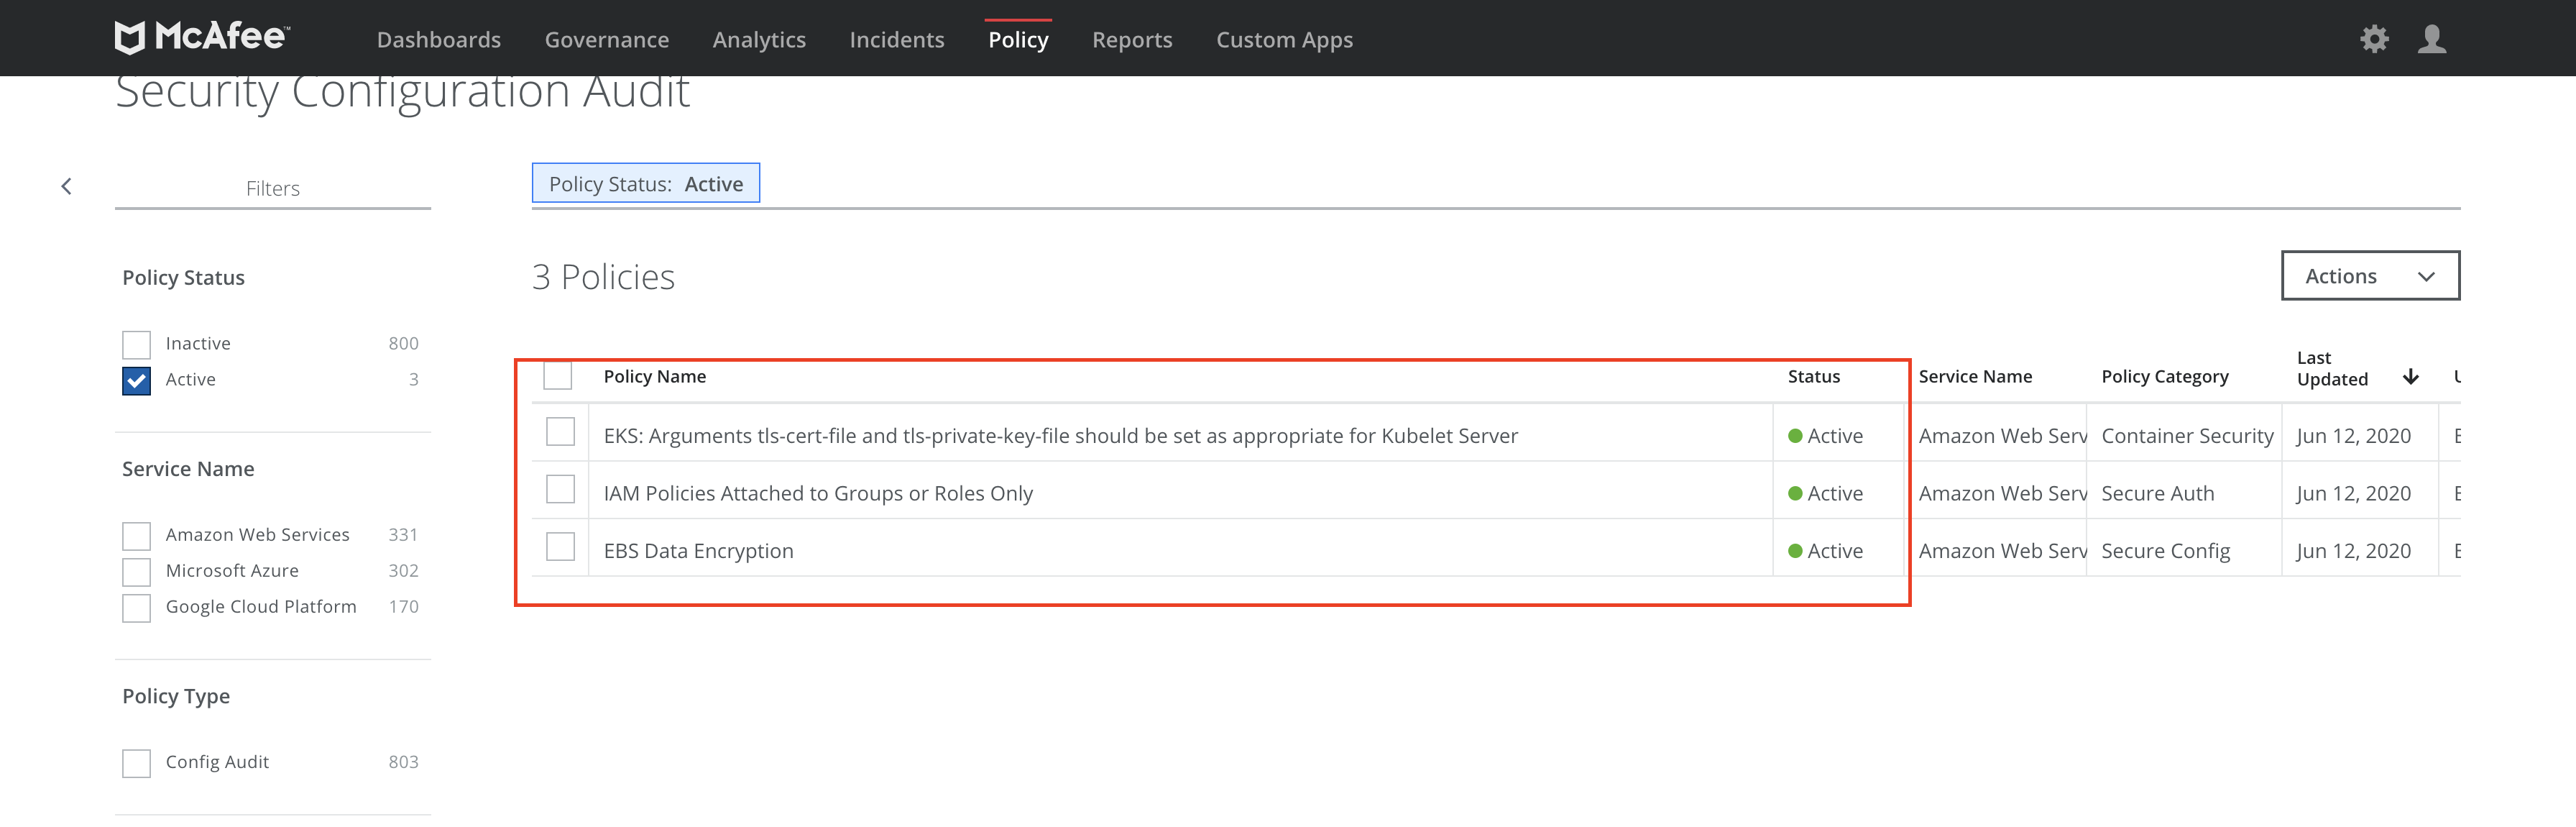 McAfee™
Dashboards Governance Analytics Incidents Policy Reports Custom Apps
Security Configuration Audit
Filters
Policy Status: Active
Policy Status
Inactive 800
Active 3
Service Name
Amazon Web Services 331
Microsoft Azure 302
Google Cloud Platform 170
Policy Type
Config Audit 803
3 Policies
Actions
Policy Name Status Service Name Policy Category Last Updated
EKS: Arguments tls-cert-file and tls-private-key-file should be set as appropriate for Kubelet Server Active Amazon Web Serv Container Security Jun 12, 2020
IAM Policies Attached to Groups or Roles Only Active Amazon Web Serv Secure Auth Jun 12, 2020
EBS Data Encryption Active Amazon Web Serv Secure Config Jun 12, 2020